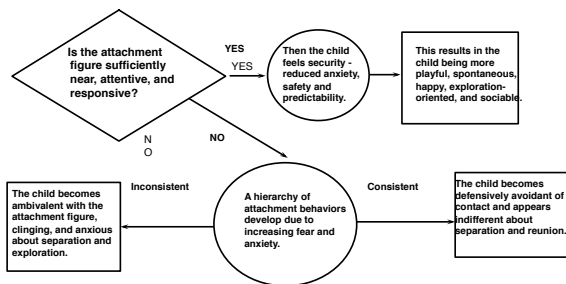 Is the attachment
figure sufficiently
near, attentive, and
responsive?
YES
YES
Then the child
feels security -
reduced anxiety,
safety and
predictability.
This results in the
child being more
playful, spontaneous,
happy, exploration-
oriented, and sociable.
N
O
NO
The child becomes
ambivalent with the
attachment figure,
clinging, and anxious
about separation and
exploration.
Inconsistent
A hierarchy of
attachment behaviors
develop due to
increasing fear and
anxiety.
Consistent
The child becomes
defensively avoidant of
contact and appears
indifferent about
separation and reunion.